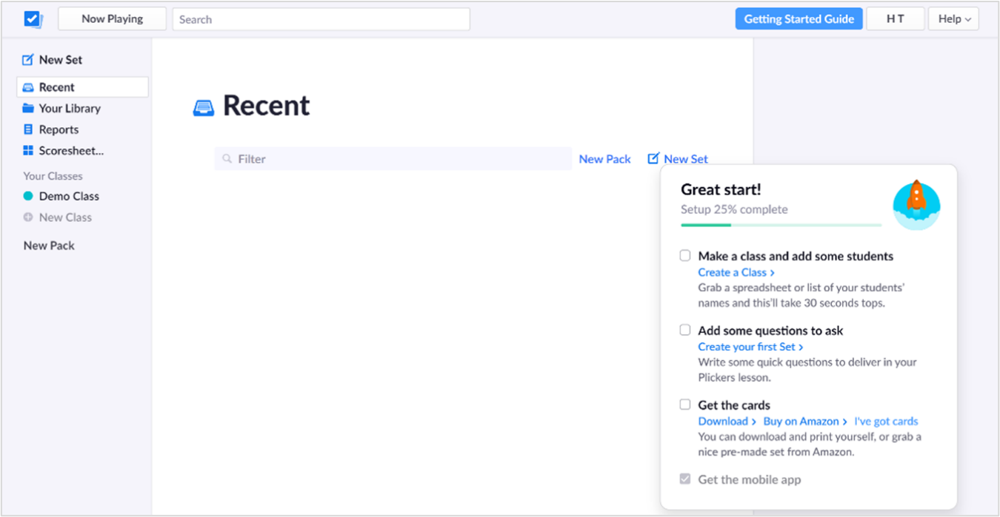 Now Playing
Search
Getting Started Guide
H T
Help
New Set
Recent
Your Library
Reports
Scoresheet...
Your Classes
Demo Class
New Class
New Pack
Recent
Filter
New Pack
New Set
Great start!
Setup 25% complete
Make a class and add some students
Create a Class ›
Grab a spreadsheet or list of your students’
names and this’ll take 30 seconds tops.
Add some questions to ask
Create your first Set ›
Write some quick questions to deliver in your
Plickers lesson.
Get the cards
Download › Buy on Amazon › I've got cards
You can download and print yourself, or grab a
nice pre-made set from Amazon.
Get the mobile app